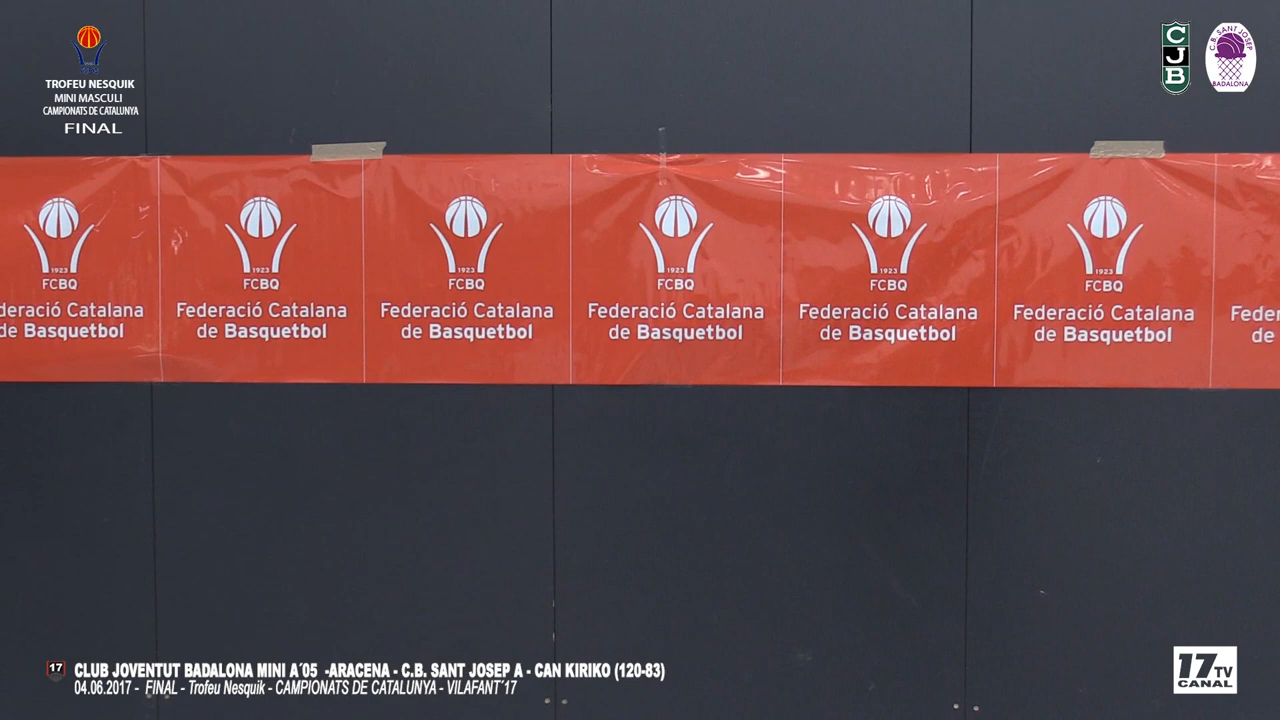 TROFEU NESQUIK
MINI MASCULI
CAMPIONATS DE CATALUNYA
FINAL
C
J
B
C.B. SANT JOSEP
BADALONA
1923
FCBQ
deració Catalana
de Basquetbol
1923
FCBQ
Federació Catalana
de Basquetbol
1923
FCBQ
Federació Catalana
de Basquetbol
1923
FCBQ
Federació Catalana
de Basquetbol
1923
FCBQ
Federació Catalana
de Basquetbol
1923
FCBQ
Federació Catalana
de Basquetbol
Feder
de
17
CLUB JOVENTUT BADALONA MINI A´05 -ARACENA - C.B. SANT JOSEP A - CAN KIRIKO (120-83)
04.06.2017 - FINAL - Trofeu Nesquik - CAMPIONATS DE CATALUNYA - VILAFANT´17
17 TV
CANAL